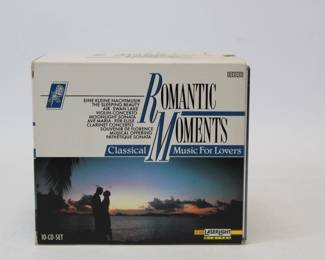 EINE KLEINE NACHTMUSIK
THE SLEEPING BEAUTY
AIR · SWAN LAKE
VIOLIN CONCERTO
MOONLIGHT SONATA
AVE MARIA · FÜR ELISE
CLARINET CONCERTO
SOUVENIR DE FLORENCE
MUSICAL OFFERING
PATHETIQUE SONATA
ROMANTIC
MOMENTS
Classical Music For Lovers
10-CD-SET
LASERLIGHT